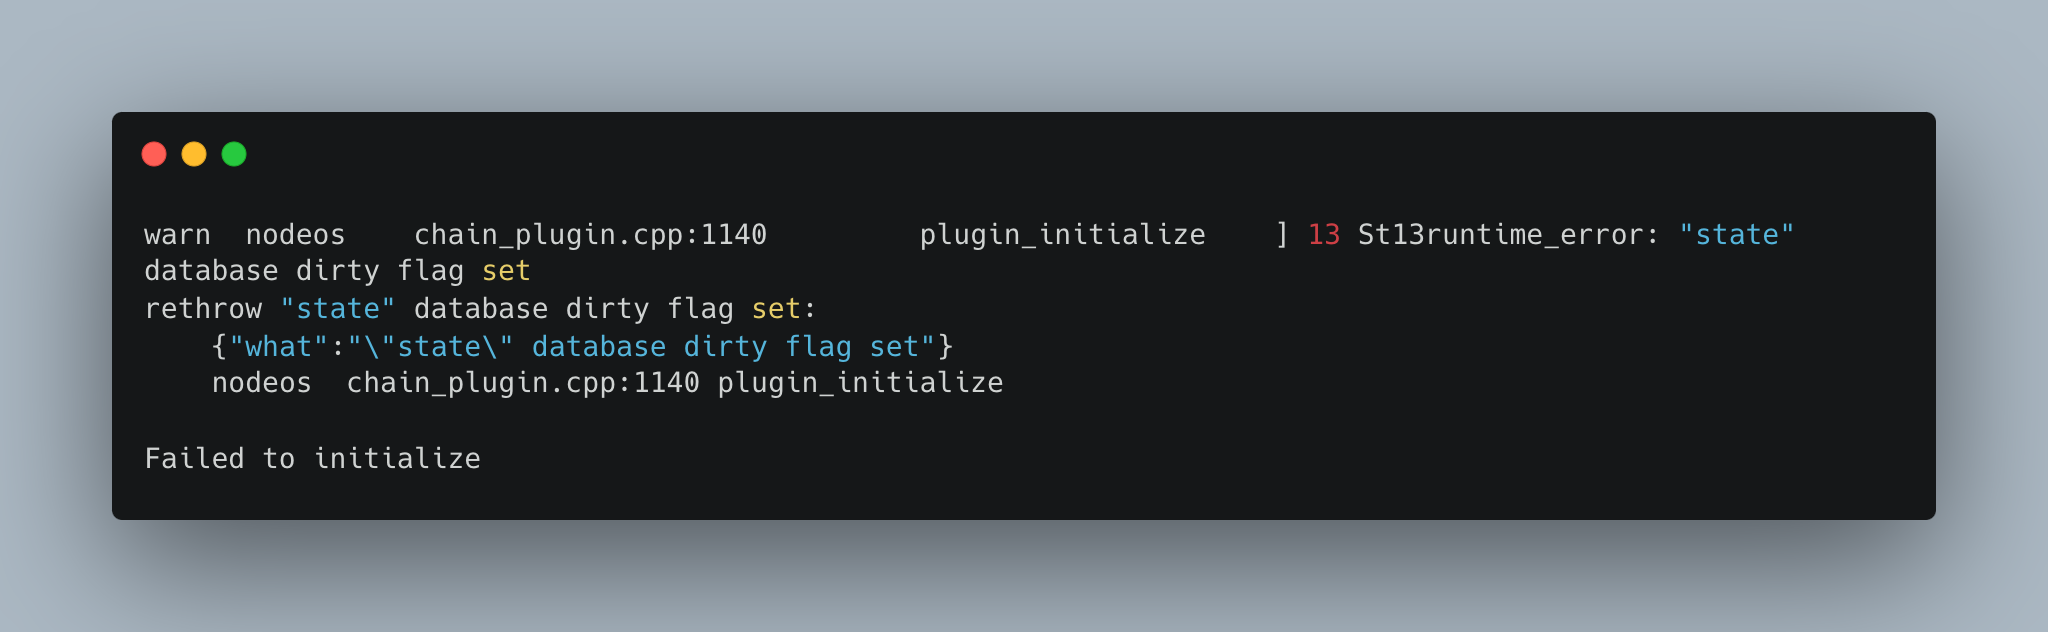 warn  nodeos    chain_plugin.cpp:1140         plugin_initialize    ] 13 St13runtime_error: "state"
database dirty flag set
rethrow "state" database dirty flag set:
    {"what":"\"state\" database dirty flag set"}
    nodeos  chain_plugin.cpp:1140 plugin_initialize

Failed to initialize